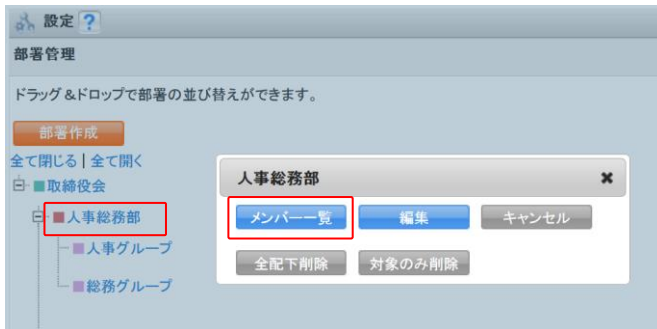 設定 ?
部署管理
ドラッグ&ドロップで部署の並び替えができます。
部署作成
全て閉じる | 全て開く
取締役会
人事総務部
人事グループ
総務グループ
人事総務部
メンバー一覧 編集 キャンセル
全配下削除 対象のみ削除